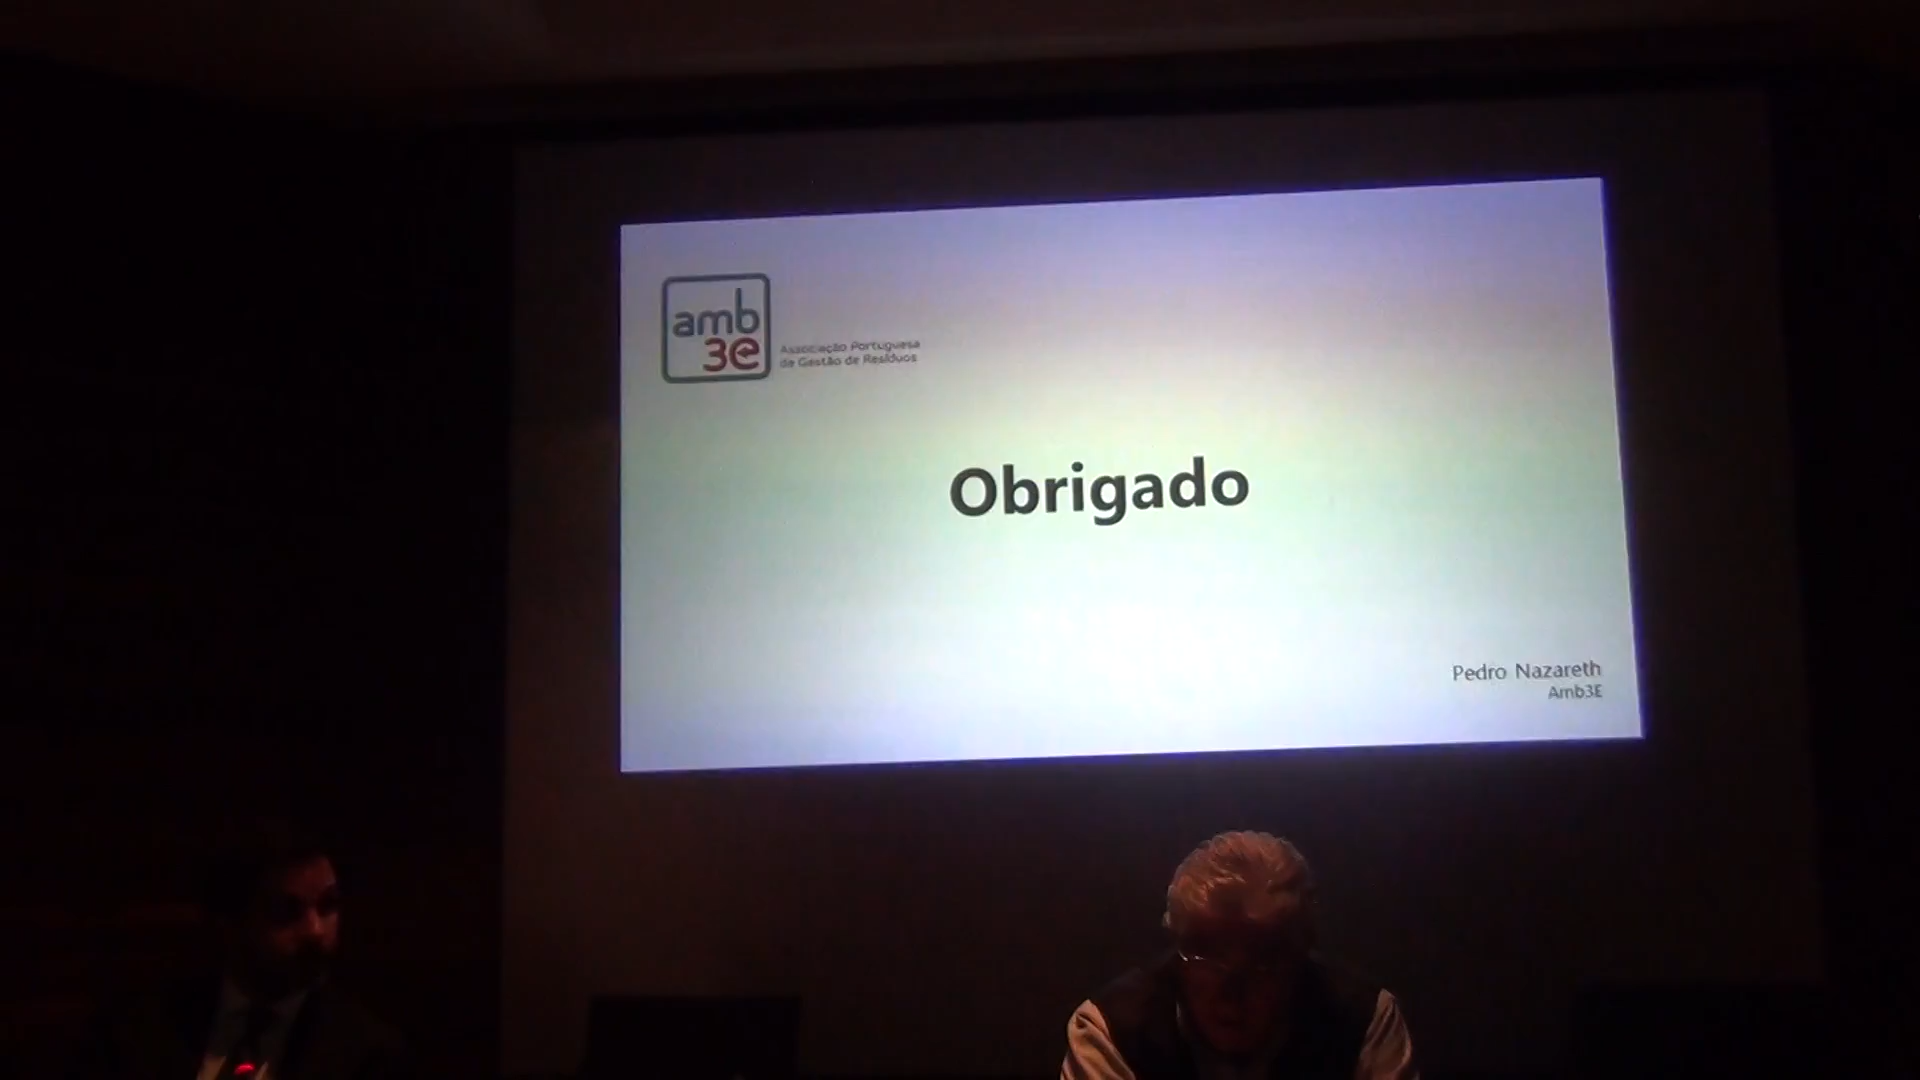 amb
3e
Associação Portuguesa
de Gestão de Resíduos
Obrigado
Pedro Nazareth
Amb3E